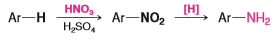 Ar—H HNO₃ H₂SO₄ Ar—NO₂ [H] Ar—NH₂